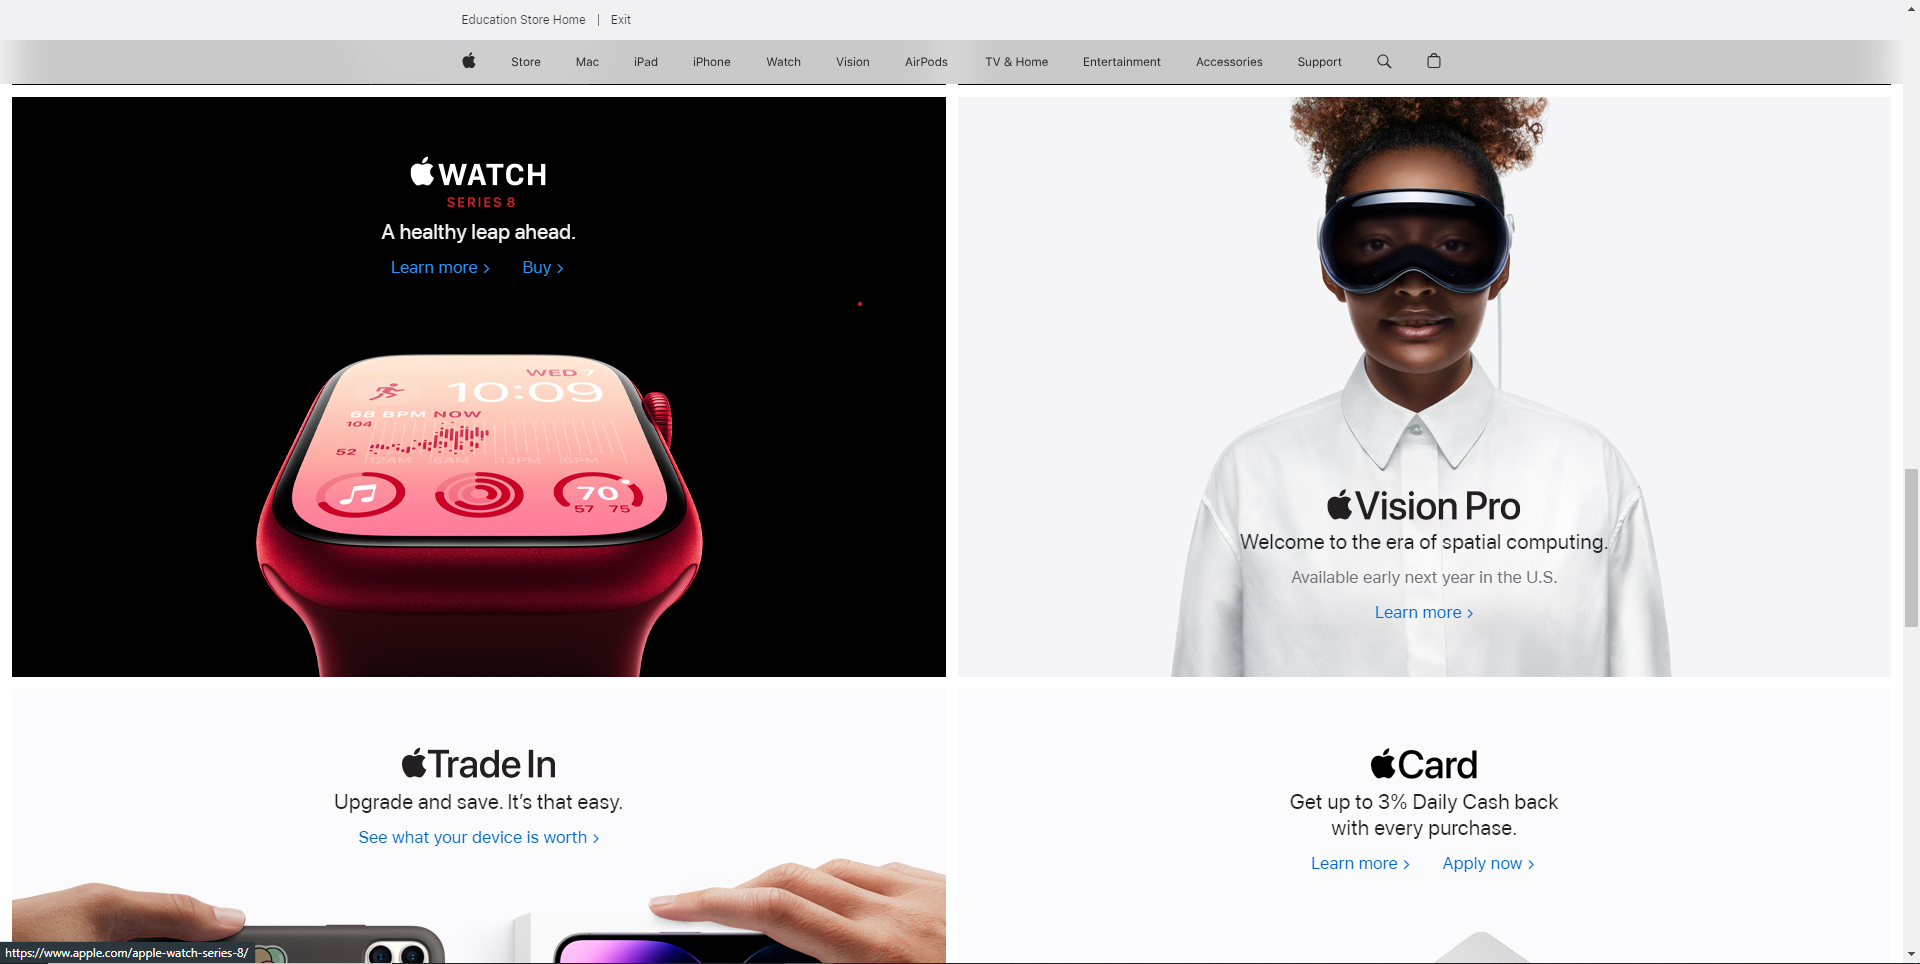 Education Store Home | Exit
Store Mac iPad iPhone Watch Vision AirPods TV & Home Entertainment Accessories Support
WATCH
SERIES 8
A healthy leap ahead.
Learn more > Buy >
WED 7
10:09
68 BPM NOW
104
52
12AM 6AM 12PM 6PM
70
57 75
Vision Pro
Welcome to the era of spatial computing.
Available early next year in the U.S.
Learn more >
Trade In
Upgrade and save. It’s that easy.
See what your device is worth >
Card
Get up to 3% Daily Cash back
with every purchase.
Learn more > Apply now >
https://www.apple.com/apple-watch-series-8/